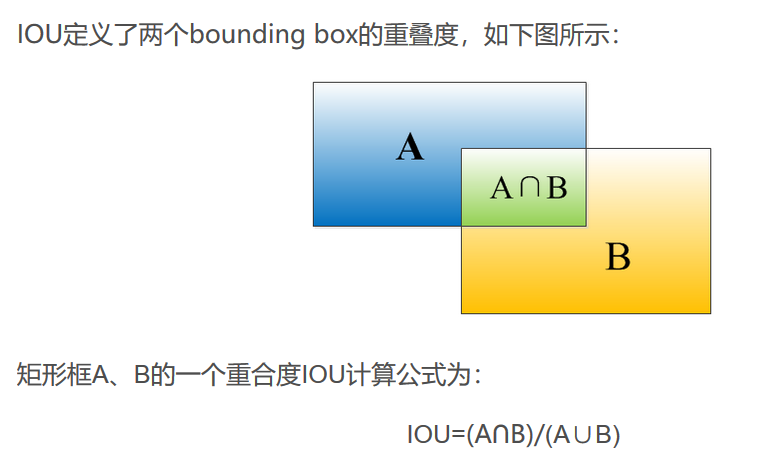 IOU定义了两个bounding box的重叠度，如下图所示：
A
A∩B
B
矩形框A、B的一个重合度IOU计算公式为：
IOU=(A∩B)/(A∪B)